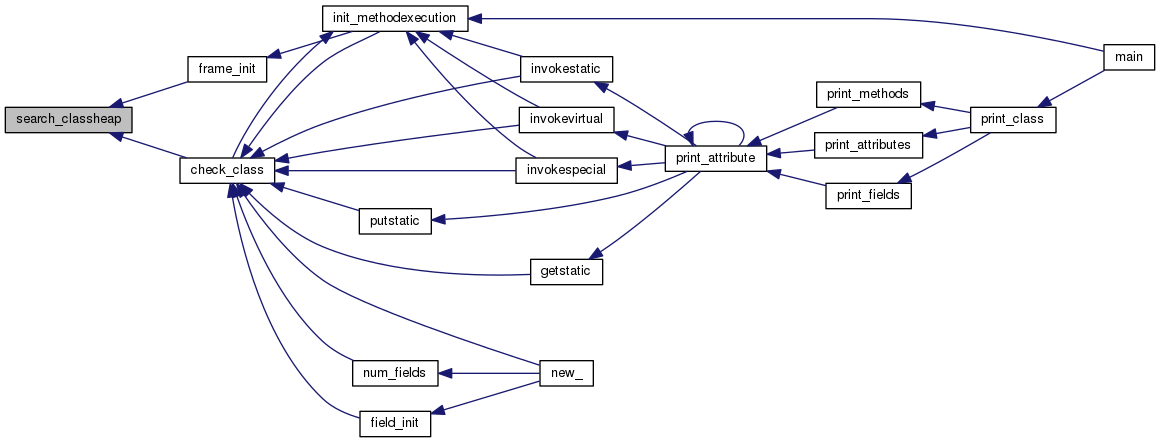 init_methodexecution
main
frame_init
invokestatic
print_methods
search_classheap
invokevirtual
print_class
print_attributes
print_attribute
check_class
invokespecial
print_fields
putstatic
getstatic
num_fields
new_
field_init